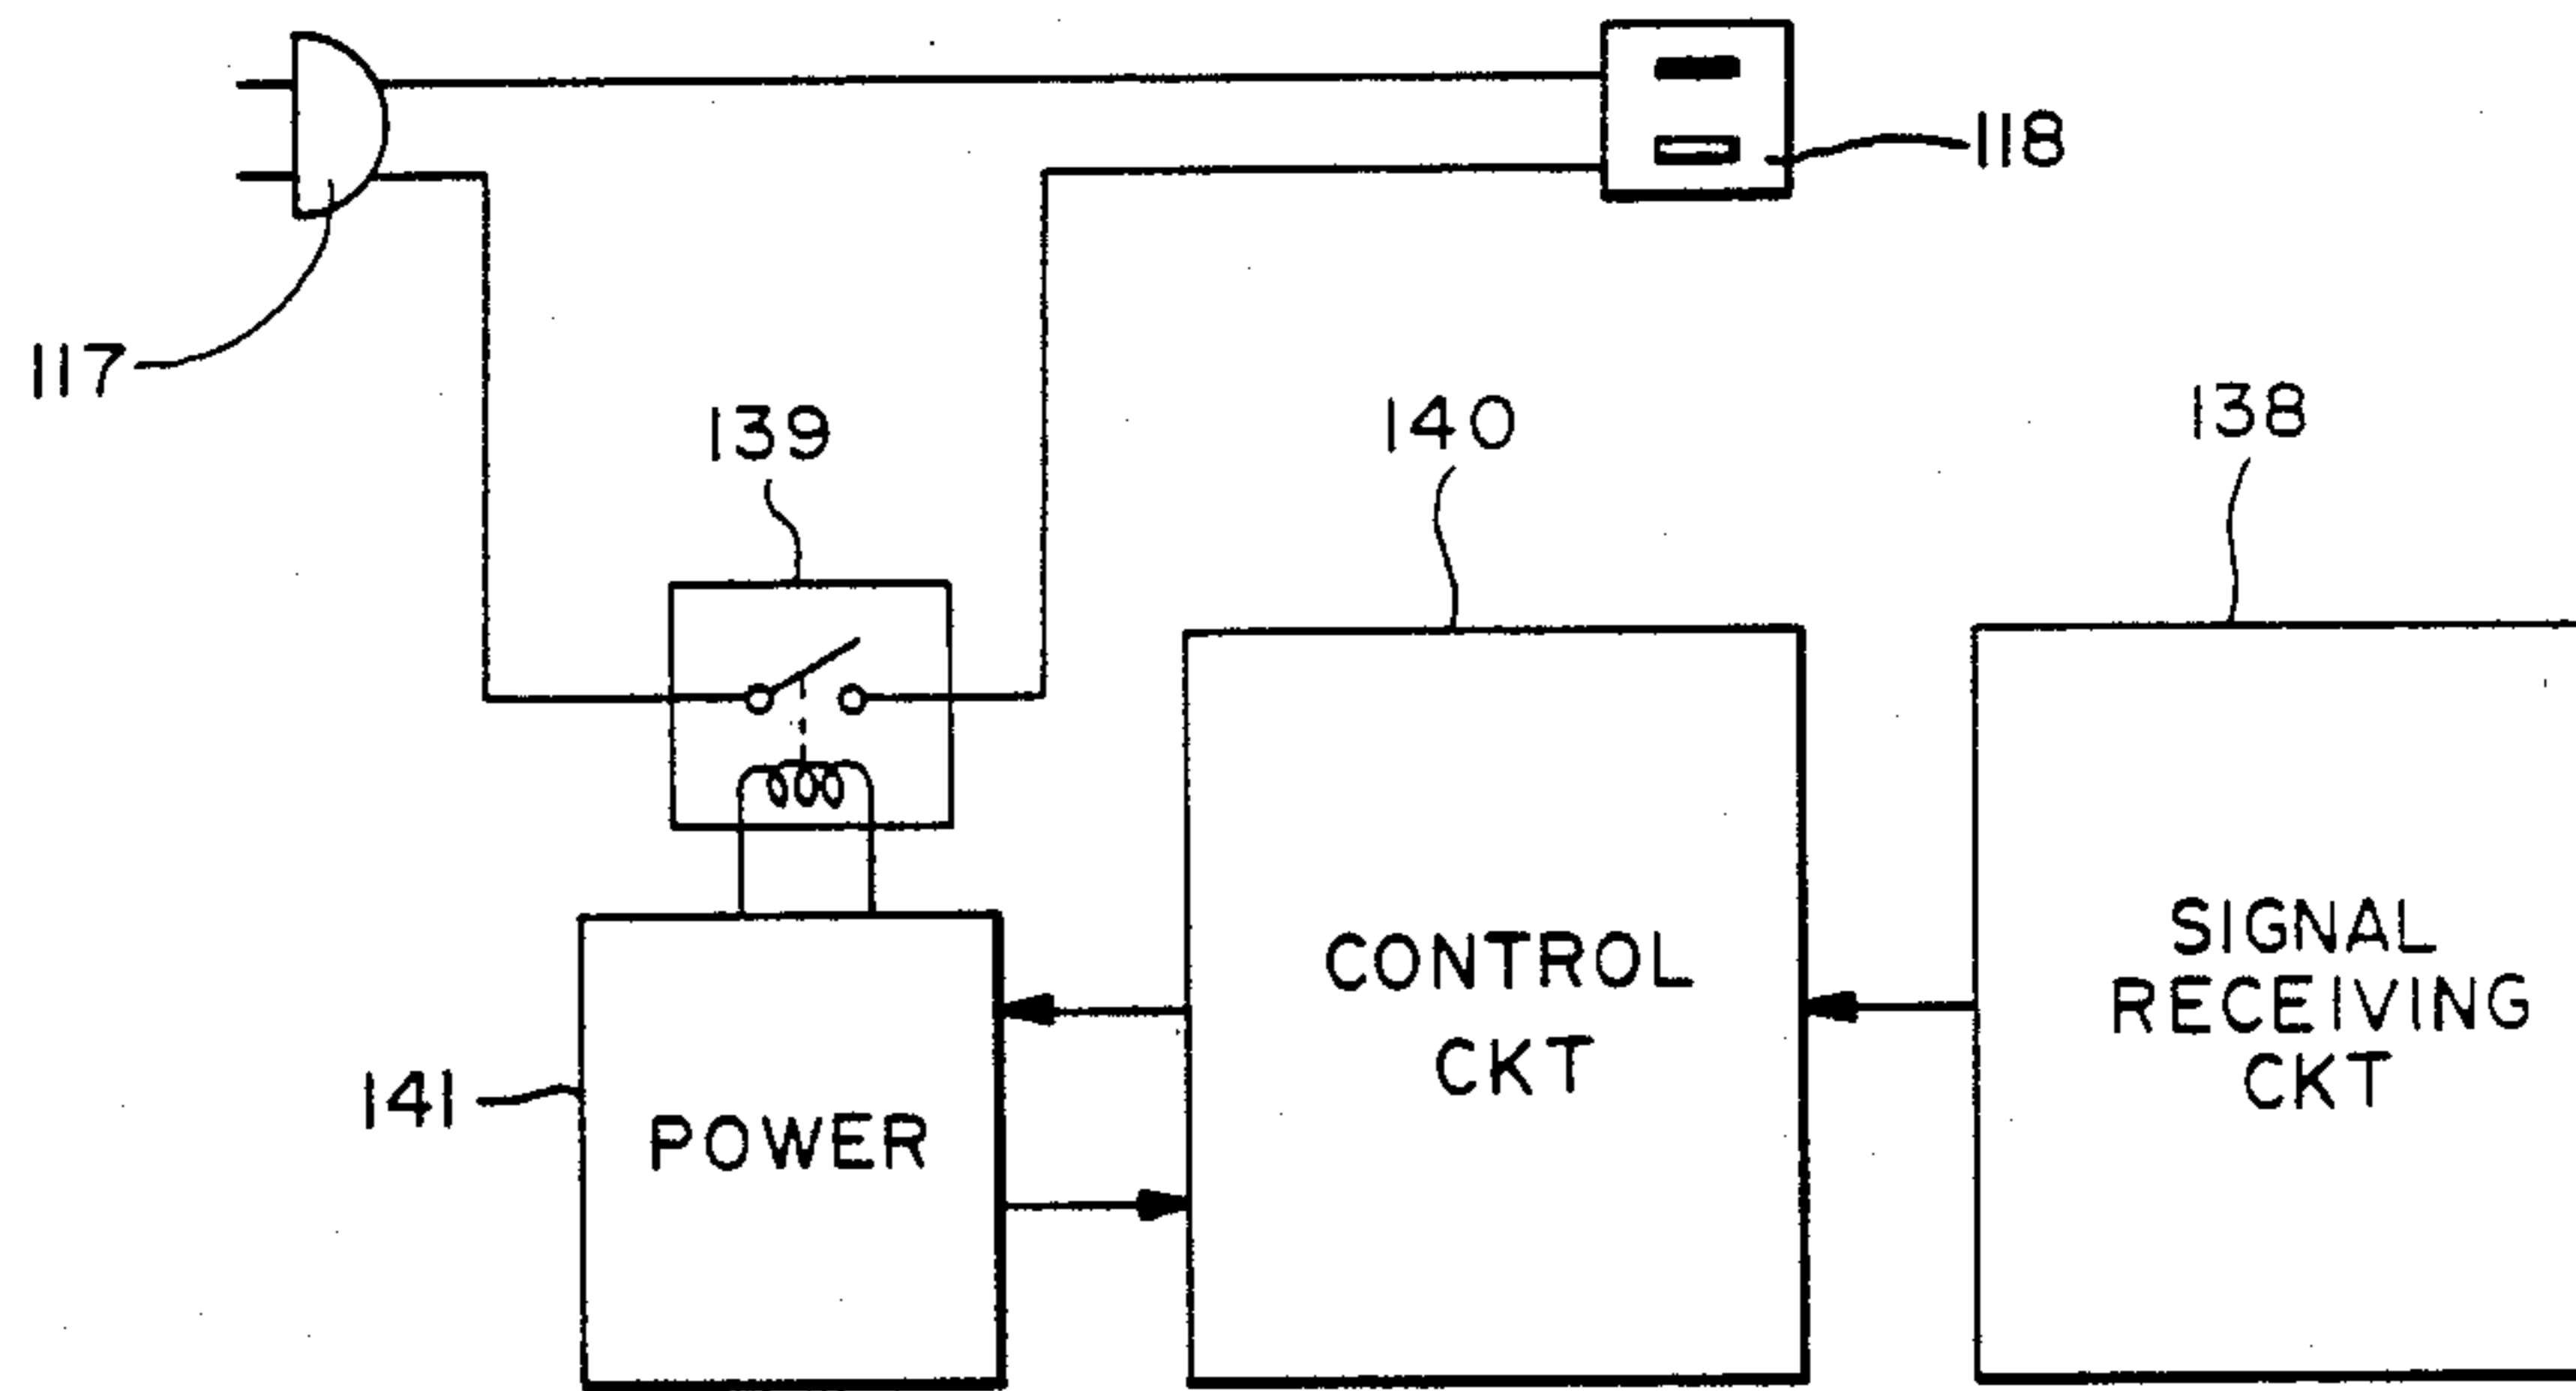 118
117
139
140
138
CONTROL
CKT
SIGNAL
RECEIVING
CKT
141
POWER